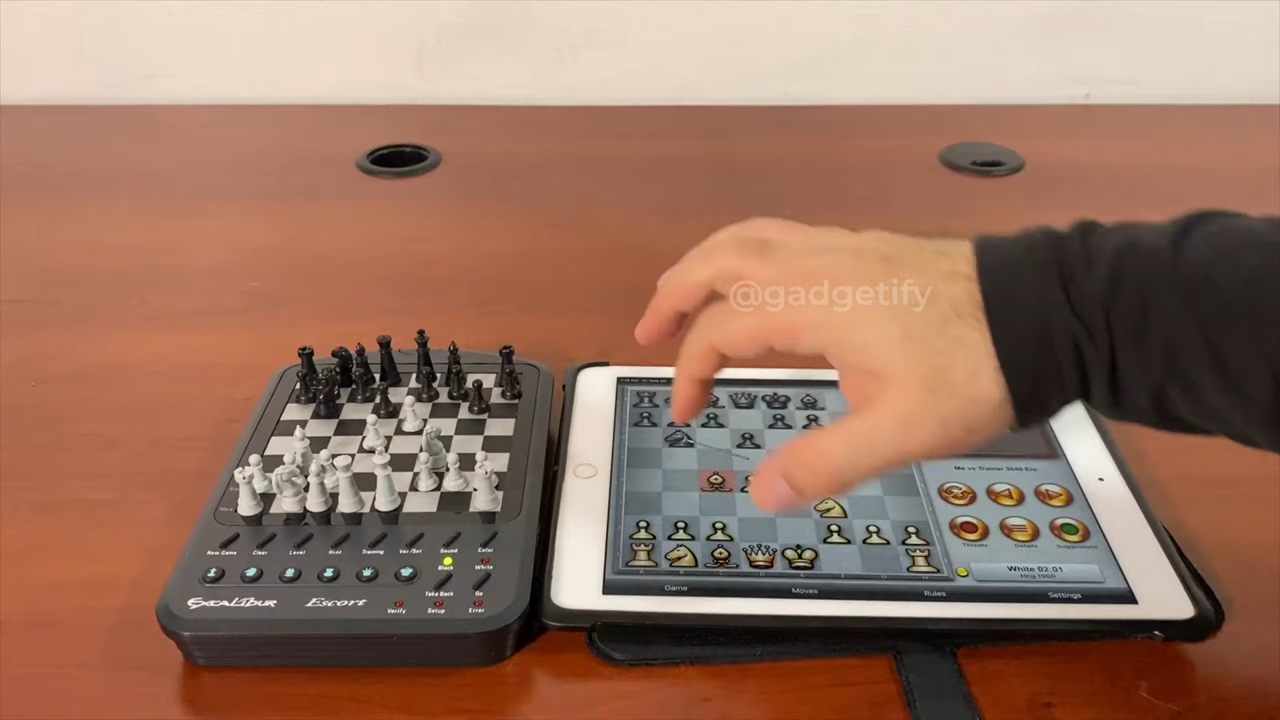 @gadgetify
Me vs Trainer
White 02:01
Threats
Details
Suggestions
Game
Moves
Rules
Settings
New Game
Clear
Level
Hint
Training
Ver/Set
Sound
Color
Black
White
Take Back
Go
EXCALIBUR
Escort
Verify
Setup
Error